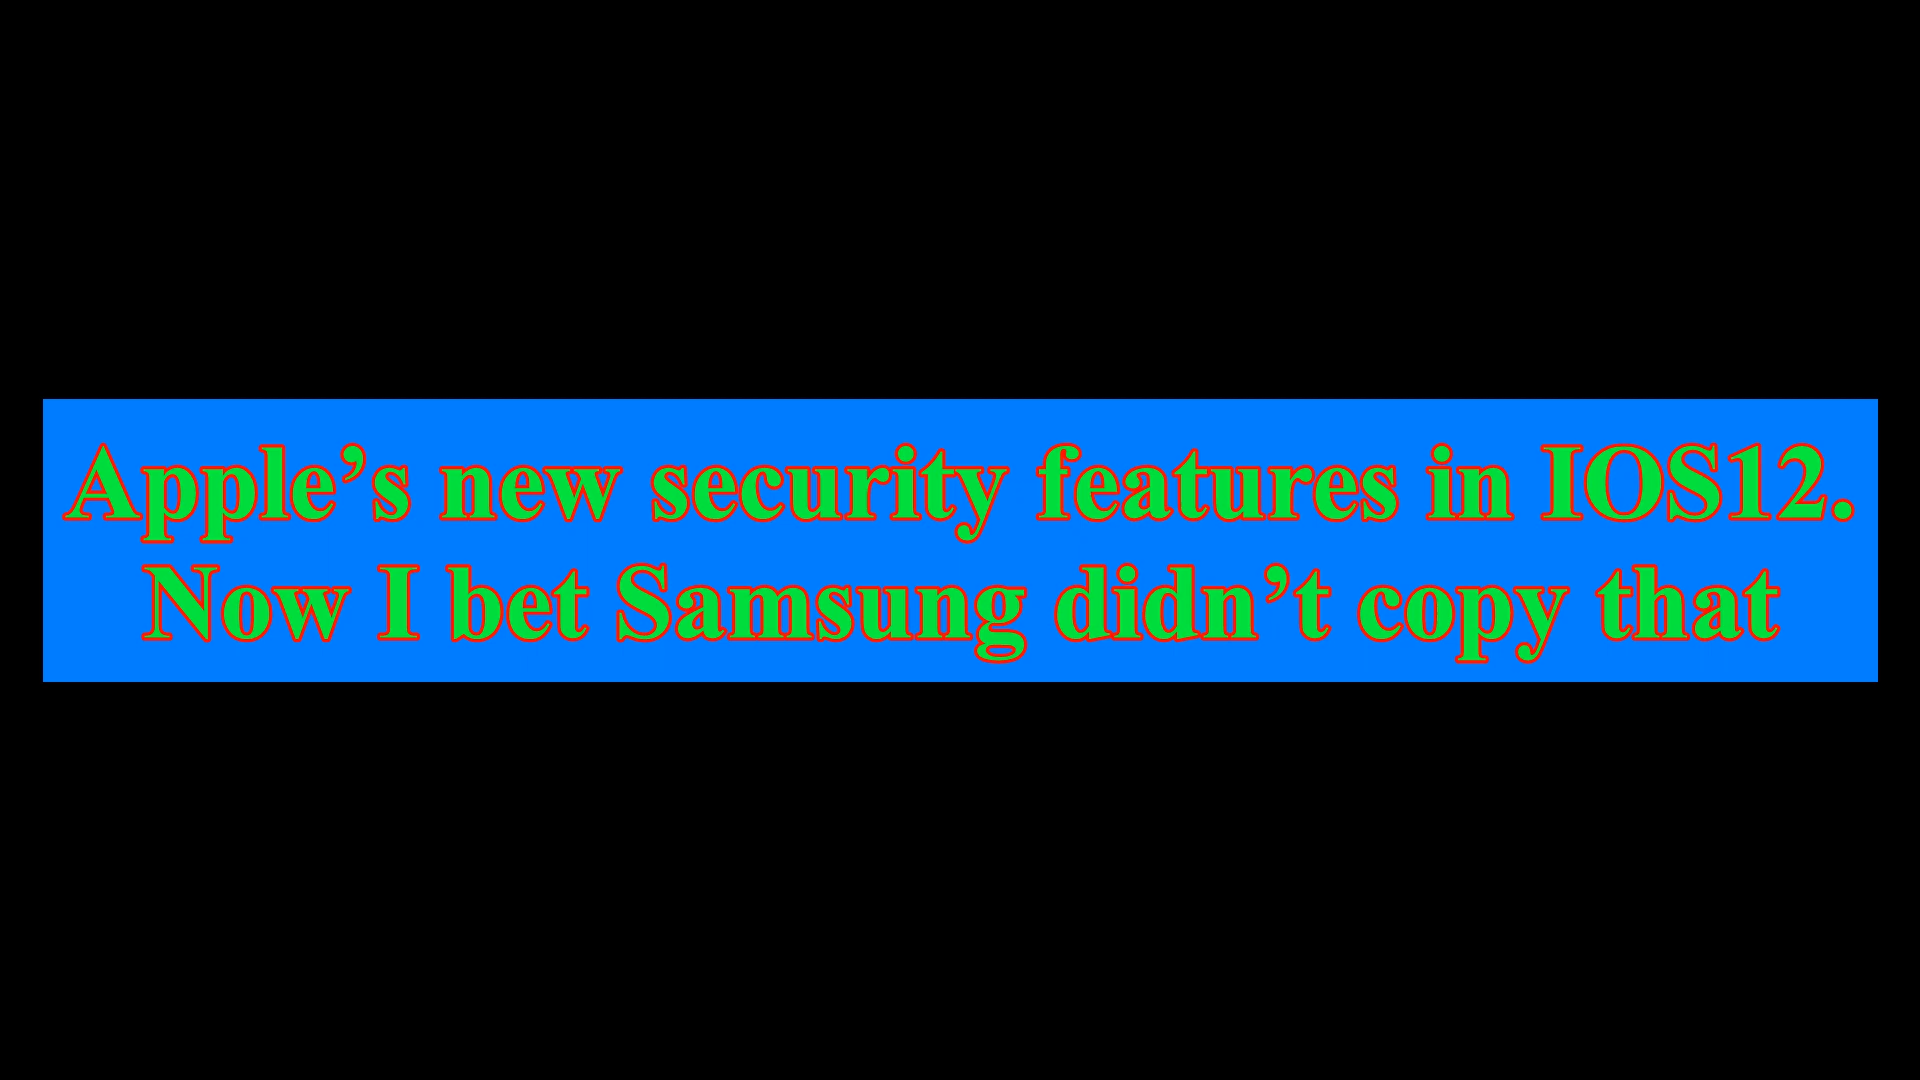 Apple’s new security features in IOS12.
Now I bet Samsung didn’t copy that